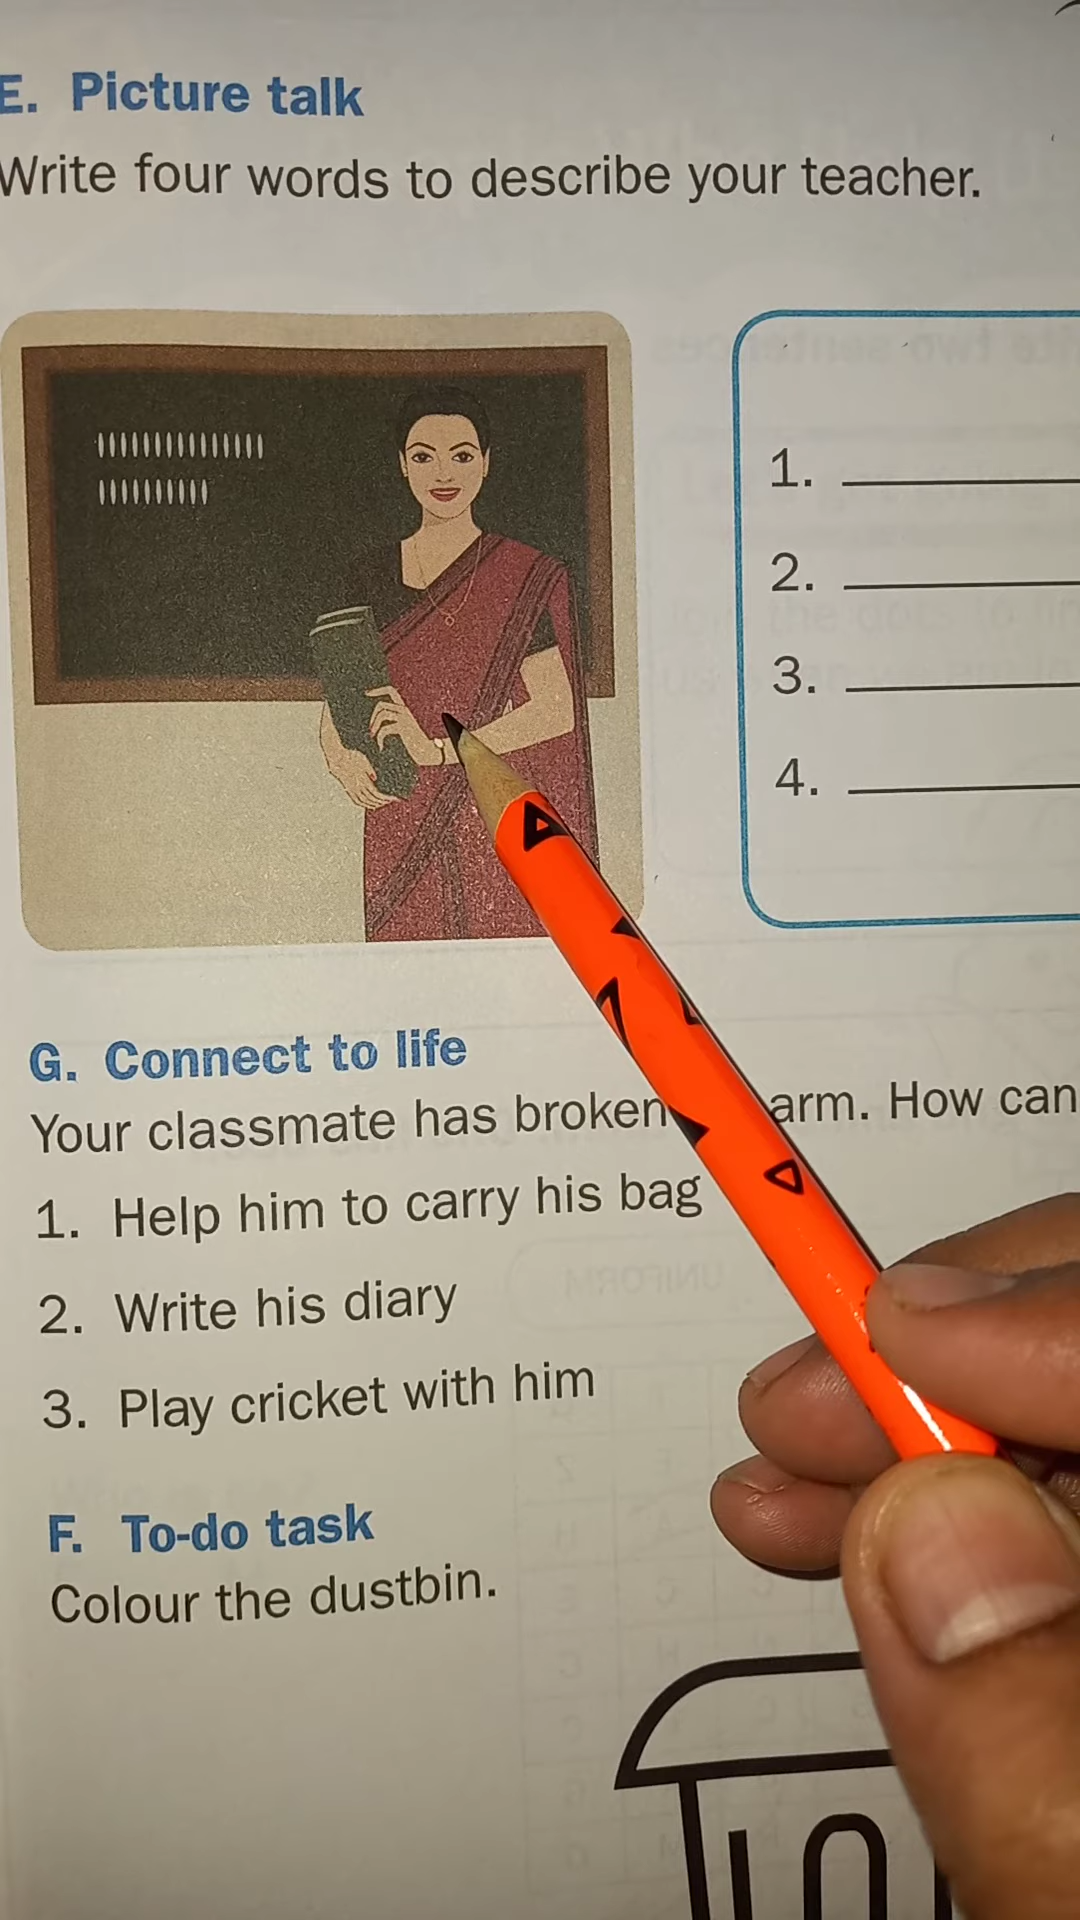 E. Picture talk
Write four words to describe your teacher.
1.
2.
3.
4.
G. Connect to life
Your classmate has broken arm. How can
1. Help him to carry his bag
2. Write his diary
3. Play cricket with him
F. To-do task
Colour the dustbin.